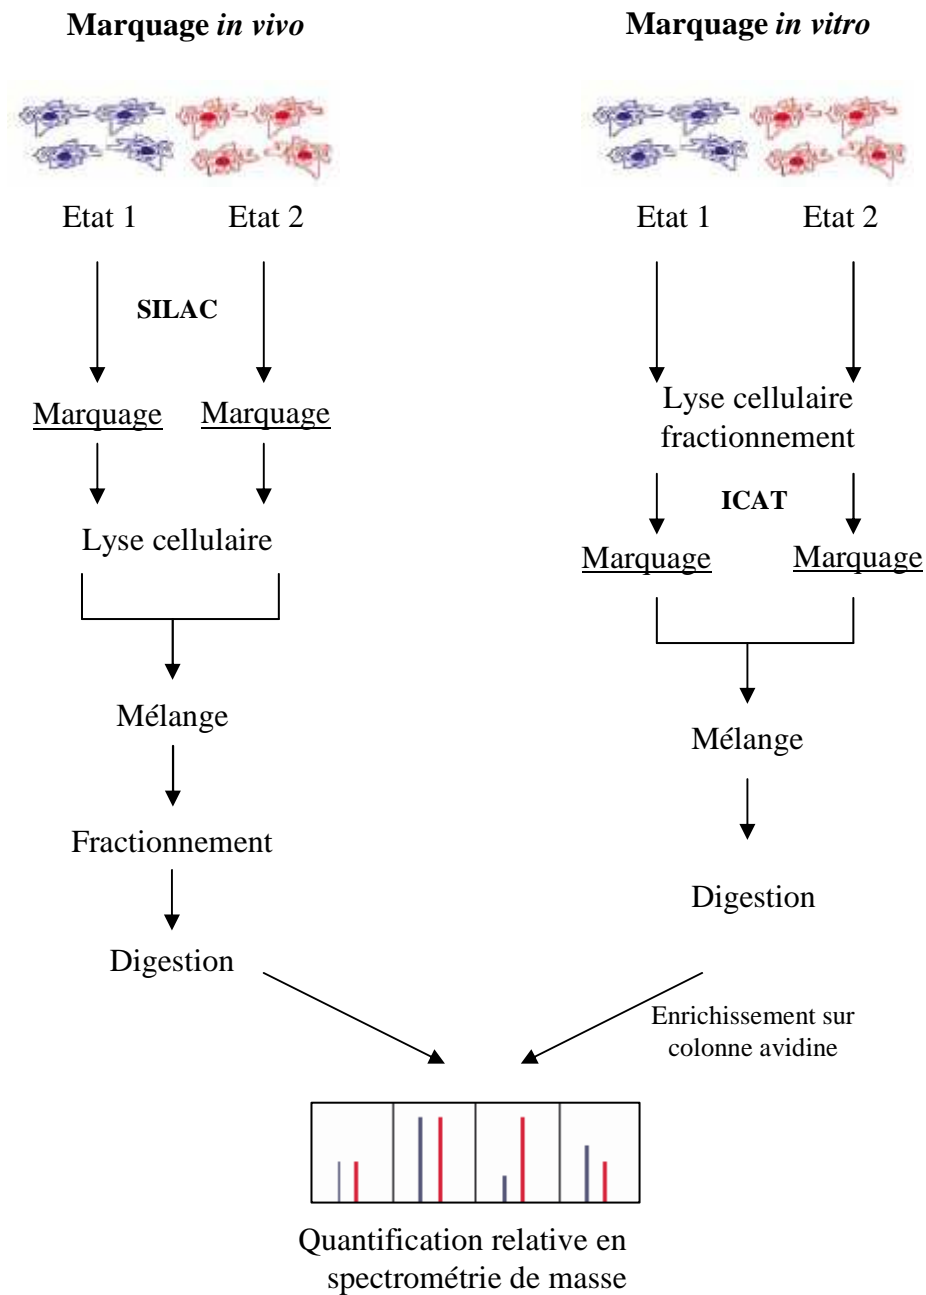 Marquage in vivo
Etat 1
Etat 2
SILAC
Marquage
Marquage
Lyse cellulaire
Mélange
Fractionnement
Digestion
Marquage in vitro
Etat 1
Etat 2
Lyse cellulaire
fractionnement
ICAT
Marquage
Marquage
Mélange
Digestion
Enrichissement sur
colonne avidine
Quantification relative en
spectrométrie de masse